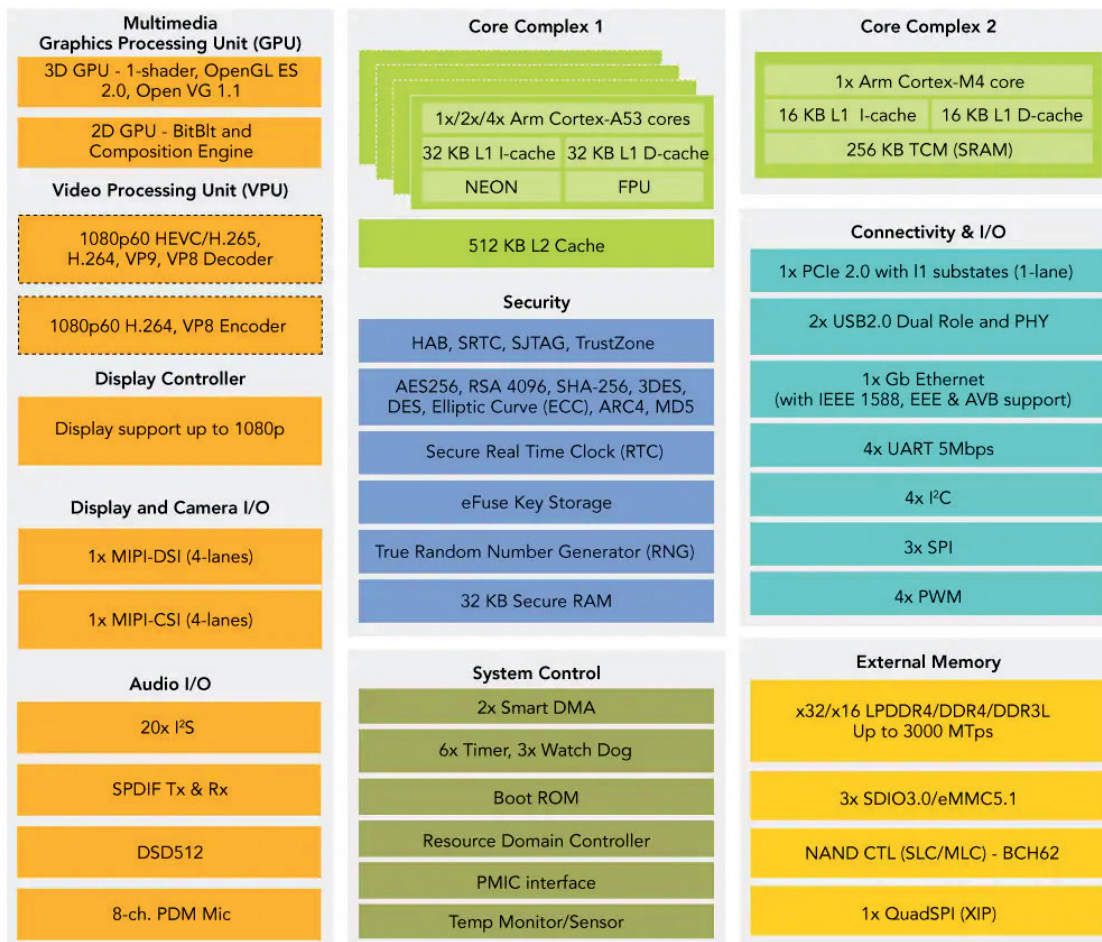 Multimedia
Graphics Processing Unit (GPU)
3D GPU - 1-shader, OpenGL ES
2.0, Open VG 1.1
2D GPU - BitBlt and
Composition Engine
Video Processing Unit (VPU)
1080p60 HEVC/H.265,
H.264, VP9, VP8 Decoder
1080p60 H.264, VP8 Encoder
Display Controller
Display support up to 1080p
Display and Camera I/O
1x MIPI-DSI (4-lanes)
1x MIPI-CSI (4-lanes)
Audio I/O
20x I²S
SPDIF Tx & Rx
DSD512
8-ch. PDM Mic
Core Complex 1
1x/2x/4x Arm Cortex-A53 cores
32 KB L1 I-cache
32 KB L1 D-cache
NEON
FPU
512 KB L2 Cache
Security
HAB, SRTC, SJTAG, TrustZone
AES256, RSA 4096, SHA-256, 3DES,
DES, Elliptic Curve (ECC), ARC4, MD5
Secure Real Time Clock (RTC)
eFuse Key Storage
True Random Number Generator (RNG)
32 KB Secure RAM
System Control
2x Smart DMA
6x Timer, 3x Watch Dog
Boot ROM
Resource Domain Controller
PMIC interface
Temp Monitor/Sensor
Core Complex 2
1x Arm Cortex-M4 core
16 KB L1 I-cache
16 KB L1 D-cache
256 KB TCM (SRAM)
Connectivity & I/O
1x PCIe 2.0 with l1 substates (1-lane)
2x USB2.0 Dual Role and PHY
1x Gb Ethernet
(with IEEE 1588, EEE & AVB support)
4x UART 5Mbps
4x I²C
3x SPI
4x PWM
External Memory
x32/x16 LPDDR4/DDR4/DDR3L
Up to 3000 MTps
3x SDIO3.0/eMMC5.1
NAND CTL (SLC/MLC) - BCH62
1x QuadSPI (XIP)